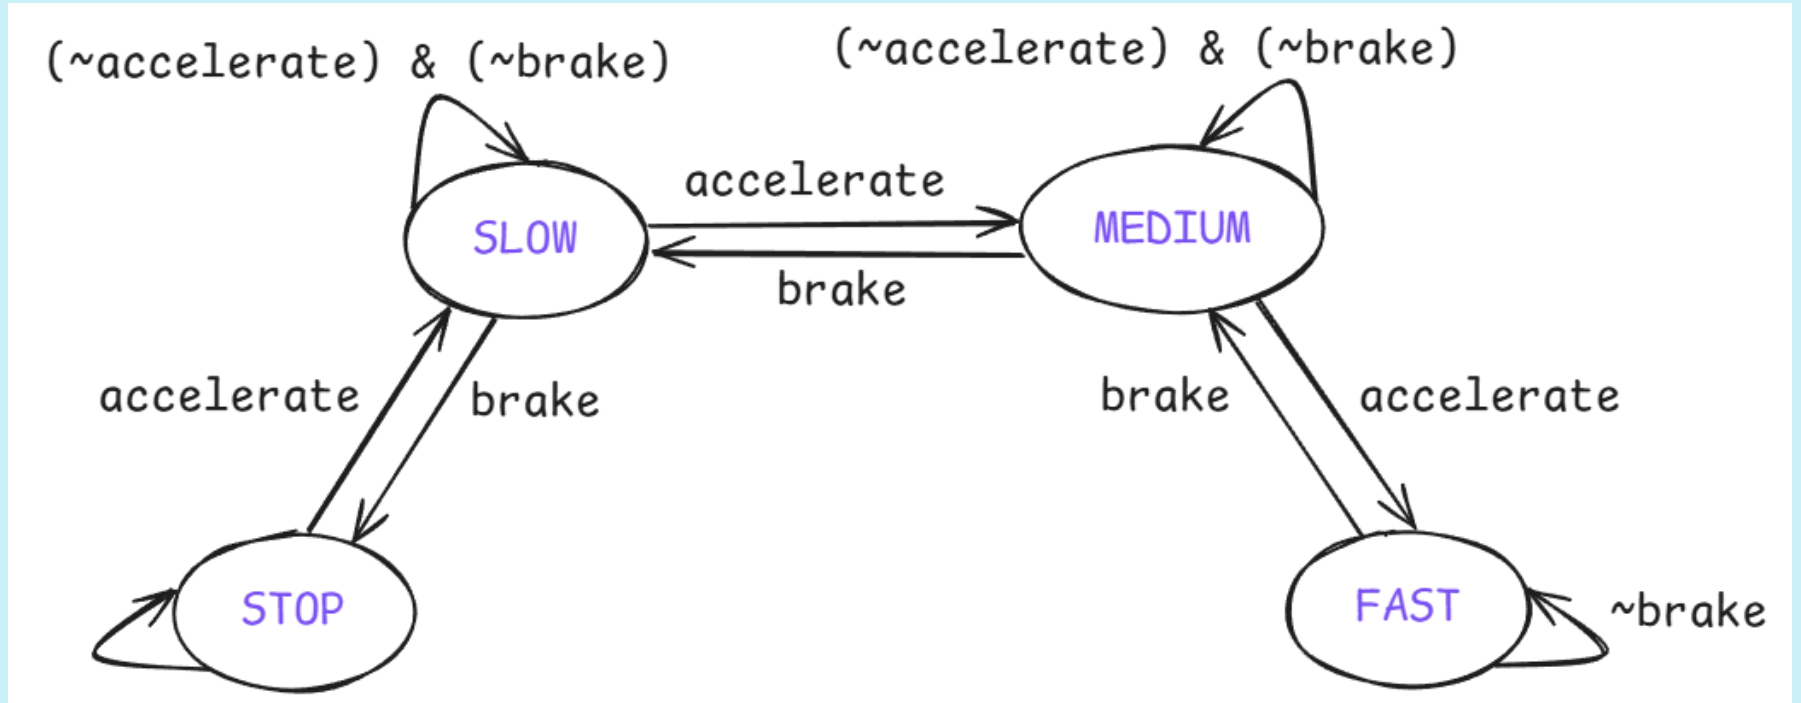 (~accelerate) & (~brake)
(~accelerate) & (~brake)
accelerate
SLOW
MEDIUM
brake
accelerate
brake
brake
accelerate
STOP
FAST
~brake